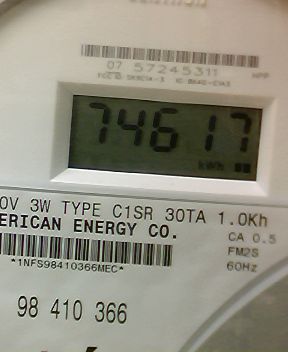 07 57245311
74617
kWh
0V 3W TYPE C1SR 30TA 1.0Kh
ERICAN ENERGY CO.
CA 0.5
FM2S
*1NFS98410366MEC*
60Hz
98 410 366